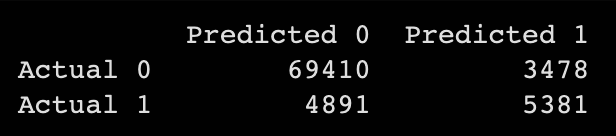 Predicted 0 Predicted 1
Actual 0 69410 3478
Actual 1 4891 5381